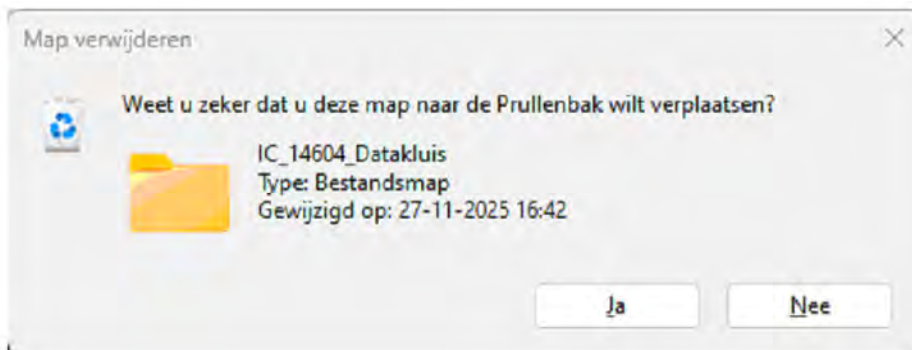 Map verwijderen
Weet u zeker dat u deze map naar de Prullenbak wilt verplaatsen?
IC_14604_Datakluis
Type: Bestandsmap
Gewijzigd op: 27-11-2025 16:42
Ja
Nee